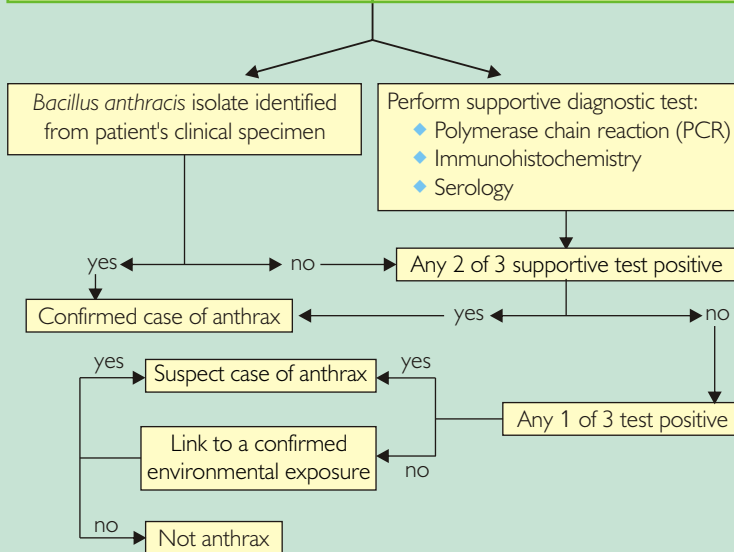 Bacillus anthracis isolate identified
from patient's clinical specimen
Perform supportive diagnostic test:
Polymerase chain reaction (PCR)
Immunohistochemistry
Serology
yes
no
Any 2 of 3 supportive test positive
Confirmed case of anthrax
yes
no
yes
Suspect case of anthrax
yes
Any 1 of 3 test positive
Link to a confirmed
environmental exposure
no
no
Not anthrax